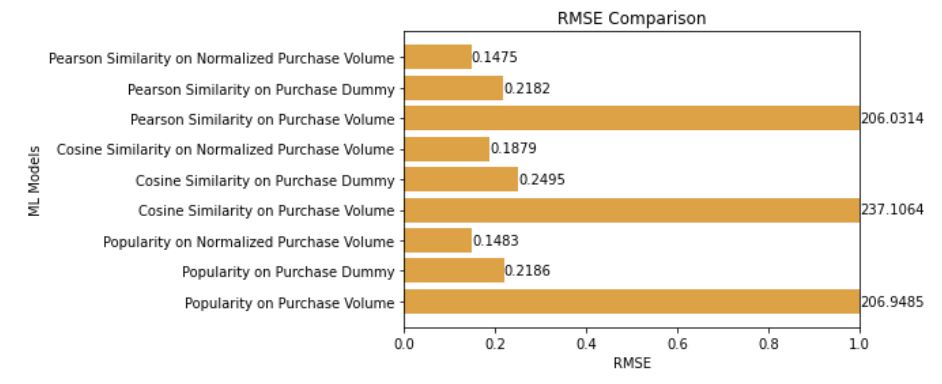 RMSE Comparison
Pearson Similarity on Normalized Purchase Volume 0.1475
Pearson Similarity on Purchase Dummy 0.2182
Pearson Similarity on Purchase Volume 206.0314
Cosine Similarity on Normalized Purchase Volume 0.1879
Cosine Similarity on Purchase Dummy 0.2495
Cosine Similarity on Purchase Volume 237.1064
Popularity on Normalized Purchase Volume 0.1483
Popularity on Purchase Dummy 0.2186
Popularity on Purchase Volume 206.9485
ML Models
0.0 0.2 0.4 0.6 0.8 1.0
RMSE